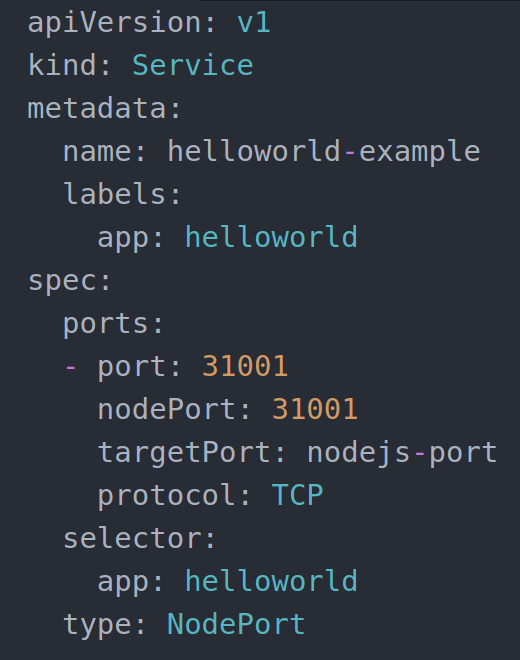 apiVersion: v1
kind: Service
metadata:
  name: helloworld-example
  labels:
    app: helloworld
spec:
  ports:
  - port: 31001
    nodePort: 31001
    targetPort: nodejs-port
    protocol: TCP
  selector:
    app: helloworld
  type: NodePort